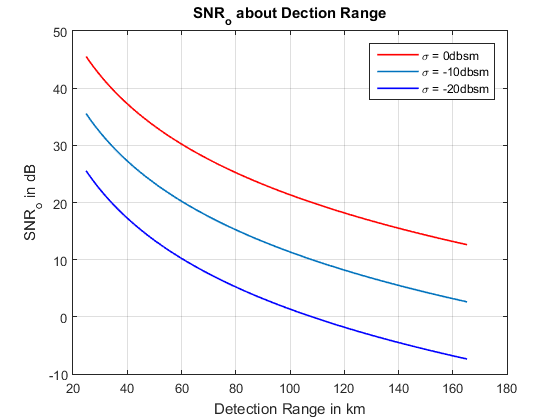 SNRo about Dection Range
σ = 0dbsm
σ = -10dbsm
σ = -20dbsm
SNRo in dB
50
40
30
20
10
0
-10
20 40 60 80 100 120 140 160 180
Detection Range in km